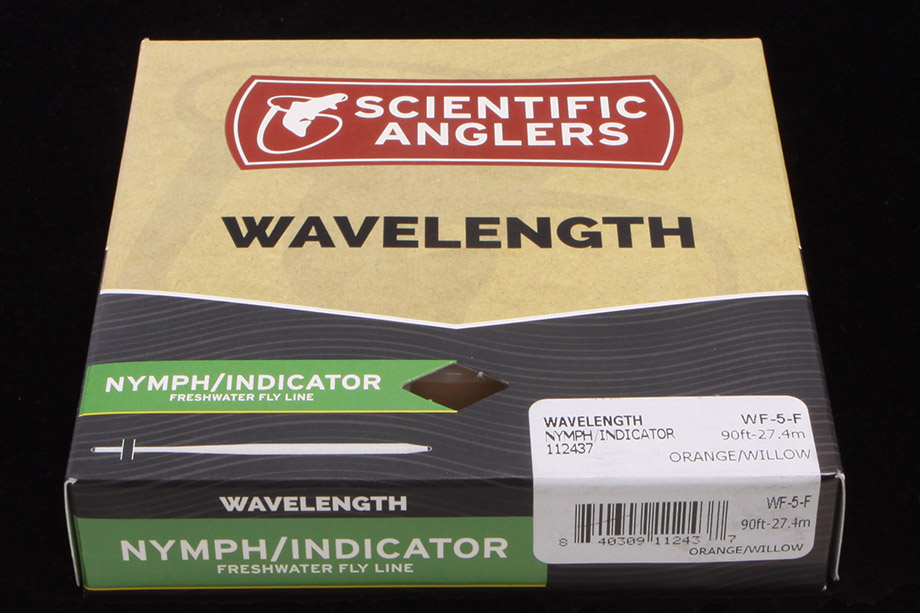 SCIENTIFIC
ANGLERS
WAVELENGTH
NYMPH/INDICATOR
FRESHWATER FLY LINE
WAVELENGTH WF-5-F
NYMPH/INDICATOR 90ft-27.4m
112437
ORANGE/WILLOW
WAVELENGTH
NYMPH/INDICATOR
FRESHWATER FLY LINE
WF-5-F
90ft-27.4m
8 40309 11243 7
ORANGE/WILLOW